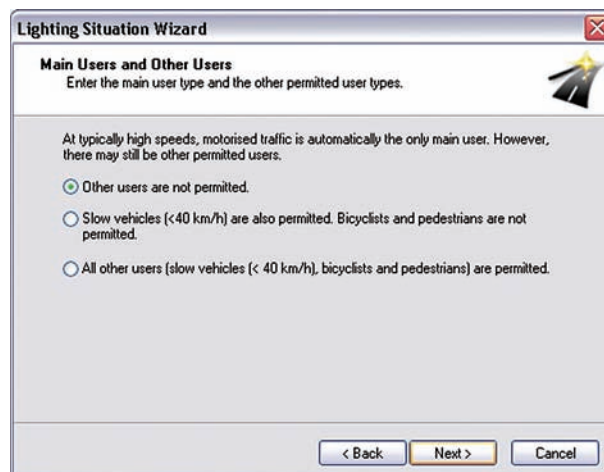 Lighting Situation Wizard
Main Users and Other Users
Enter the main user type and the other permitted user types.
At typically high speeds, motorised traffic is automatically the only main user. However,
there may still be other permitted users.
Other users are not permitted.
Slow vehicles (<40 km/h) are also permitted. Bicyclists and pedestrians are not
permitted.
All other users (slow vehicles (< 40 km/h), bicyclists and pedestrians) are permitted.
< Back
Next >
Cancel